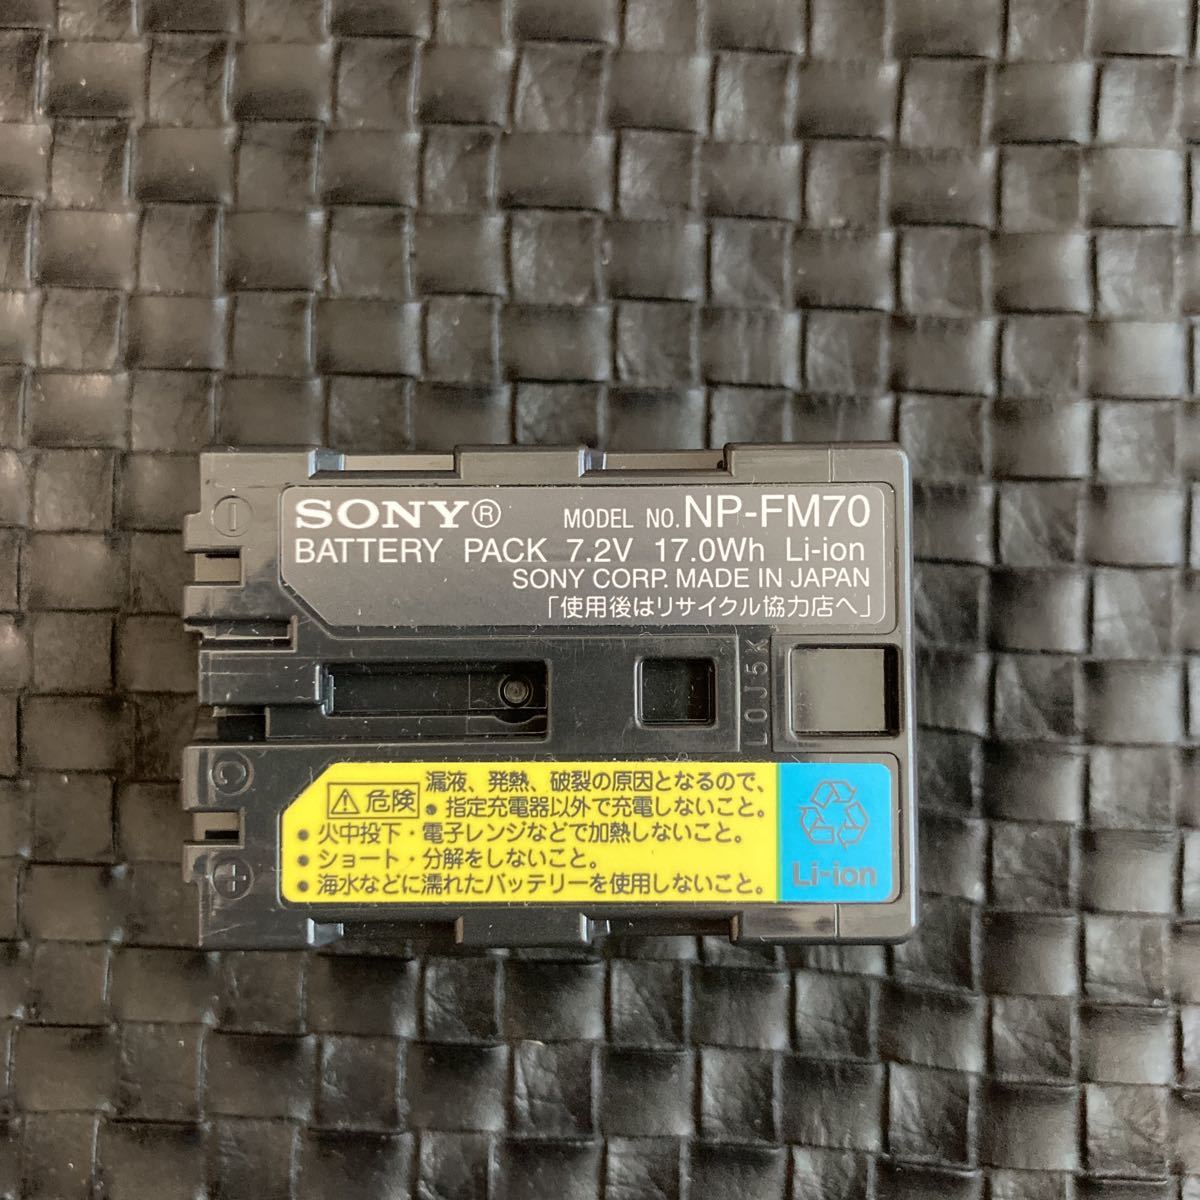 SONY®
MODEL NO. NP-FM70
BATTERY PACK 7.2V 17.0Wh Li-ion
SONY CORP. MADE IN JAPAN
「使用後はリサイクル協力店へ」
L0J5K
C
⚠危険
漏液、発熱、破裂の原因となるので、
• 指定充電器以外で充電しないこと。
• 火中投下・電子レンジなどで加熱しないこと。
• ショート・分解をしないこと。
• 海水などに濡れたバッテリーを使用しないこと。
Li-ion